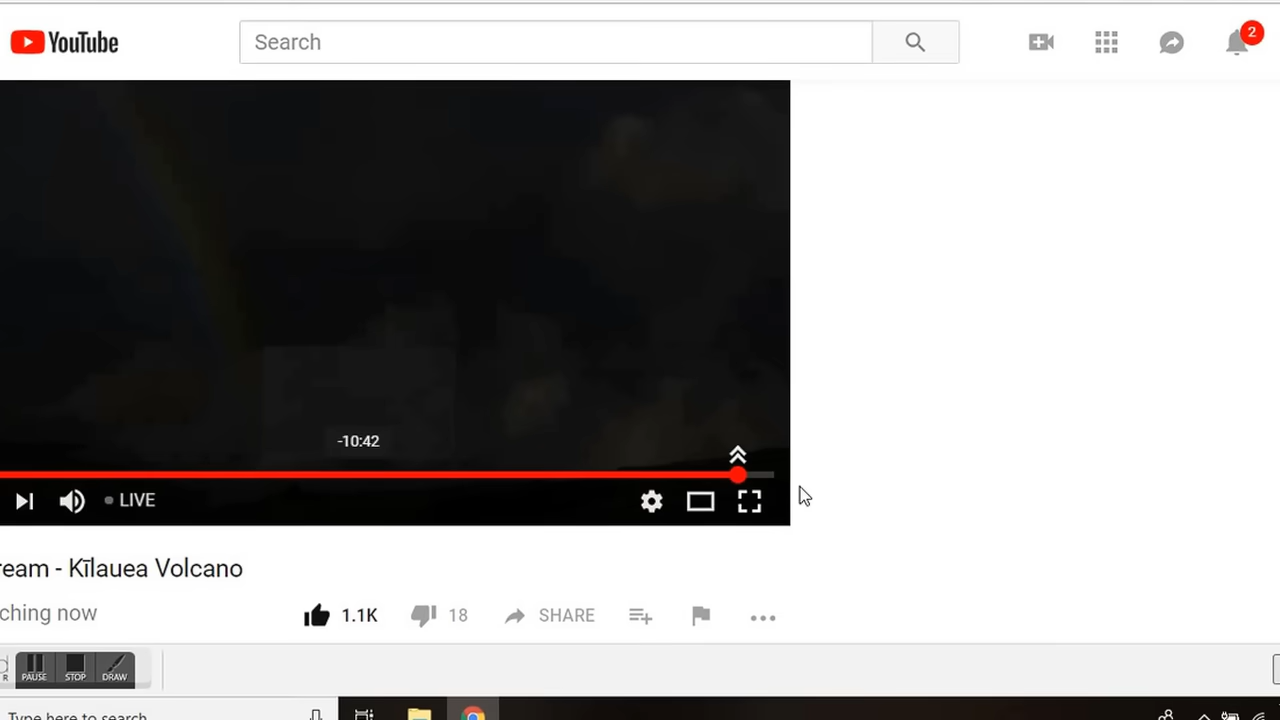 YouTube
Search
2
-10:42
LIVE
ream - Kīlauea Volcano
ching now
1.1K
18
SHARE
R
PAUSE
STOP
DRAW
Type here to search